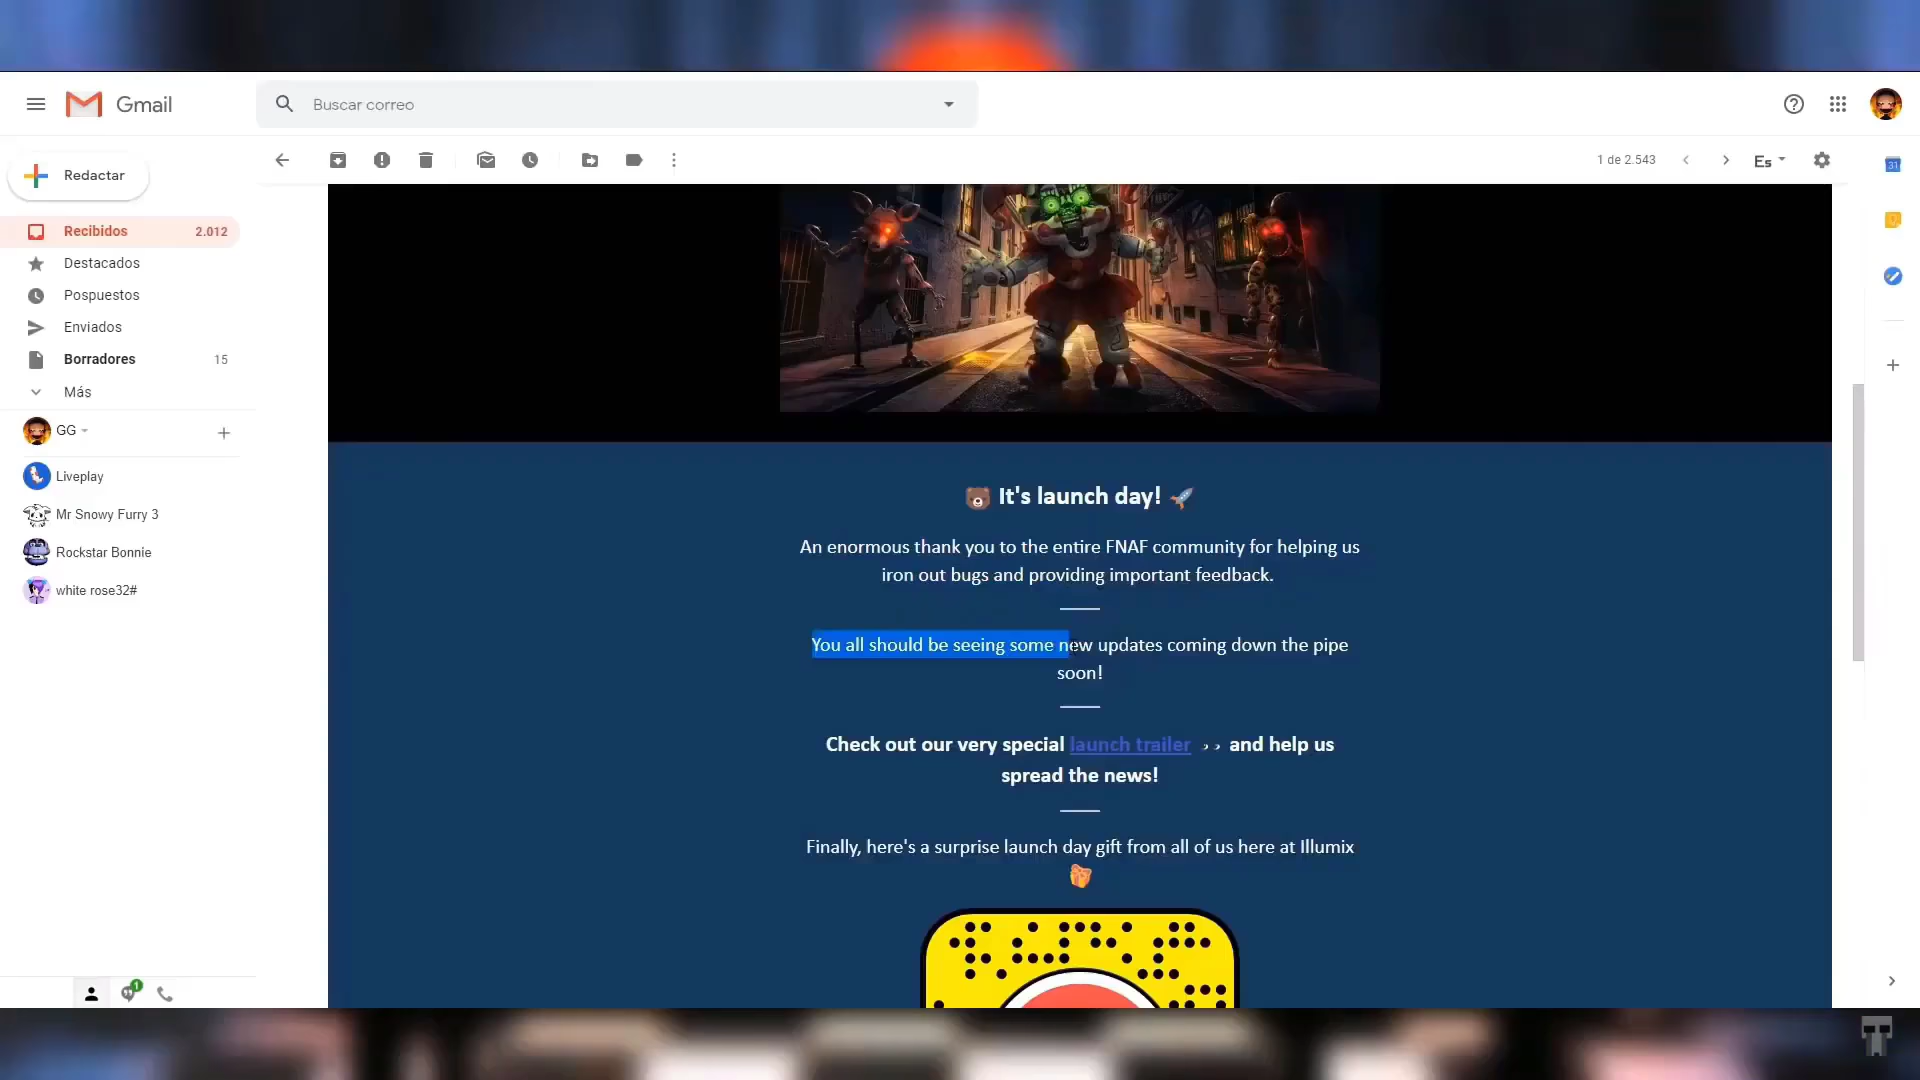 Gmail
Buscar correo
Redactar
1 de 2.543
Es
Recibidos 2.012
Destacados
Pospuestos
Enviados
Borradores 15
Más
GG
Liveplay
Mr Snowy Furry 3
Rockstar Bonnie
white rose32#
1
31
It's launch day!
An enormous thank you to the entire FNAF community for helping us
iron out bugs and providing important feedback.
You all should be seeing some new updates coming down the pipe
soon!
Check out our very special launch trailer and help us
spread the news!
Finally, here's a surprise launch day gift from all of us here at Illumix